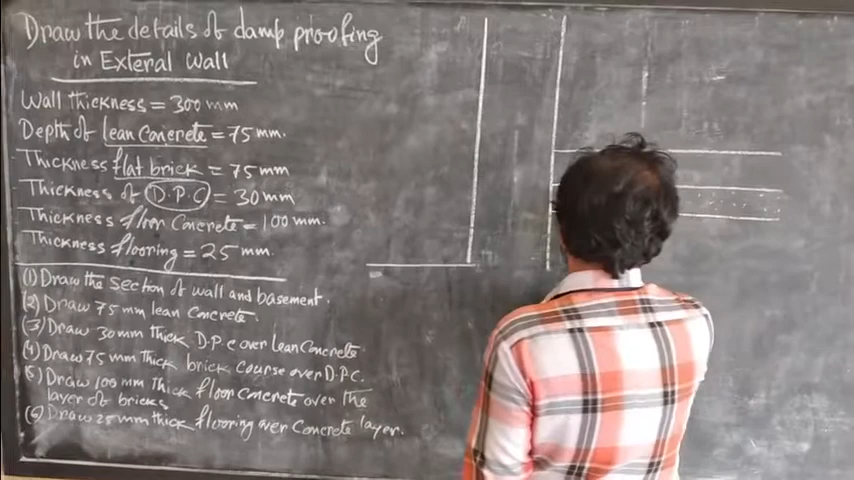 Draw the details of damp proofing
in Exteral wall
Wall thickness = 300 mm
Depth of lean concrete = 75 mm.
Thickness flat brick = 75 mm
Thickness of D.P.C = 30 mm
Thickness floor Concrete = 100 mm.
Thickness flooring = 25 mm.
(1) Draw the section of wall and basement.
(2) Draw 75 mm lean concrete.
(3) Draw 30 mm thick D.P.C over lean Concrete.
(4) Draw 75 mm thick brick course over D.P.C.
(5) Draw 100 mm thick floor concrete over the
layer of bricks
(6) Draw 25 mm thick flooring over Concrete layer.